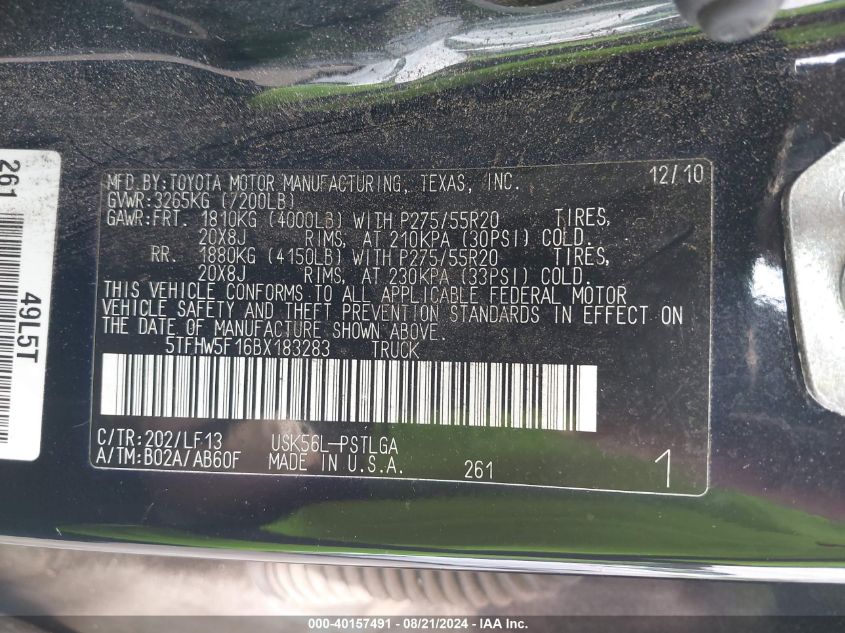 MFD.BY:TOYOTA MOTOR MANUFACTURING, TEXAS, INC. 12/10
GVWR:3265KG (7200LB)
GAWR:FRT. 1810KG (4000LB) WITH P275/55R20 TIRES,
20X8J RIMS, AT 210KPA (30PSI) COLD.
RR. 1880KG (4150LB) WITH P275/55R20 TIRES,
20X8J RIMS, AT 230KPA (33PSI) COLD.
THIS VEHICLE CONFORMS TO ALL APPLICABLE FEDERAL MOTOR
VEHICLE SAFETY AND THEFT PREVENTION STANDARDS IN EFFECT ON
THE DATE OF MANUFACTURE SHOWN ABOVE.
5TFHW5F16BX183283 TRUCK
C/TR:202/LF13 USK56L-PSTLGA
A/TM:B02A/AB60F MADE IN U.S.A. 261 1
261
49L5T
000-40157491 - 08/21/2024 - IAA Inc.